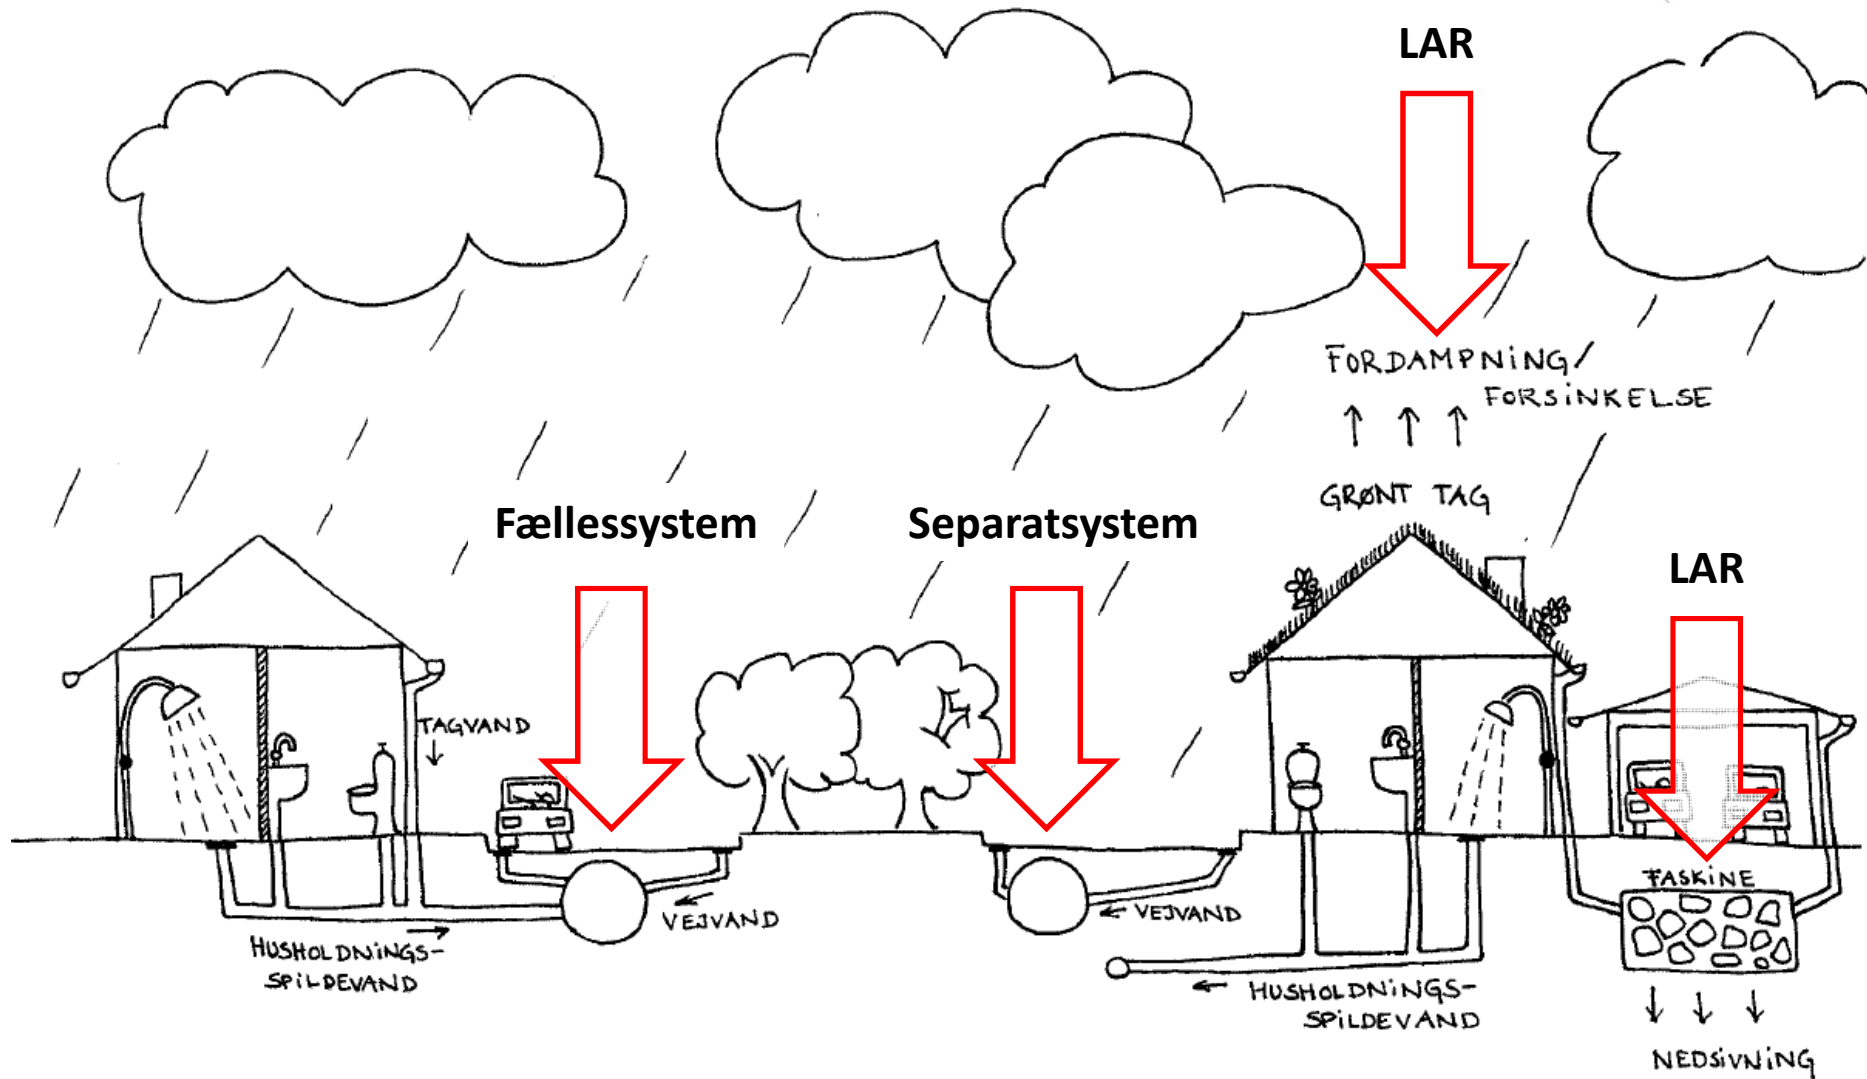 LAR
FORDAMPNING/
FORSINKELSE
GRØNT TAG
Fællessystem
Separatsystem
LAR
TAGVAND
FASKINE
VEJVAND
VEJVAND
HUSHOLDNINGS-
SPILDEVAND
HUSHOLDNINGS-
SPILDEVAND
NEDSIVNING